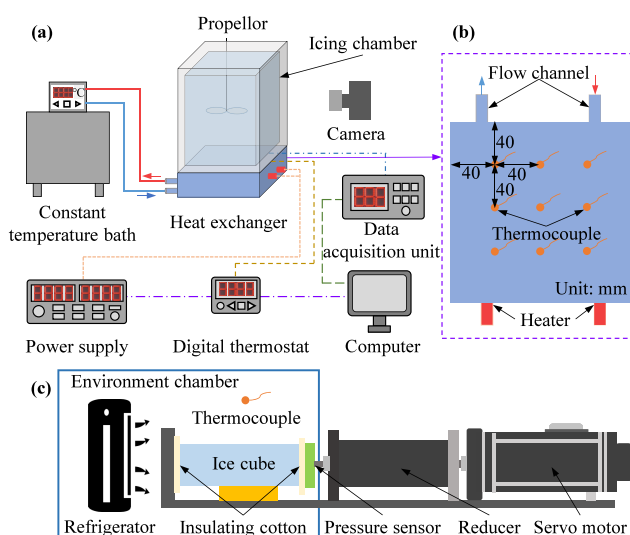 (a)
Propellor
Icing chamber
°C
Camera
Constant
temperature bath
Heat exchanger
Data
acquisition unit
Power supply
Digital thermostat
Computer
(b)
Flow channel
40
40
40
40
Thermocouple
Unit: mm
Heater
(c)
Environment chamber
Thermocouple
Ice cube
Refrigerator
Insulating cotton
Pressure sensor
Reducer
Servo motor